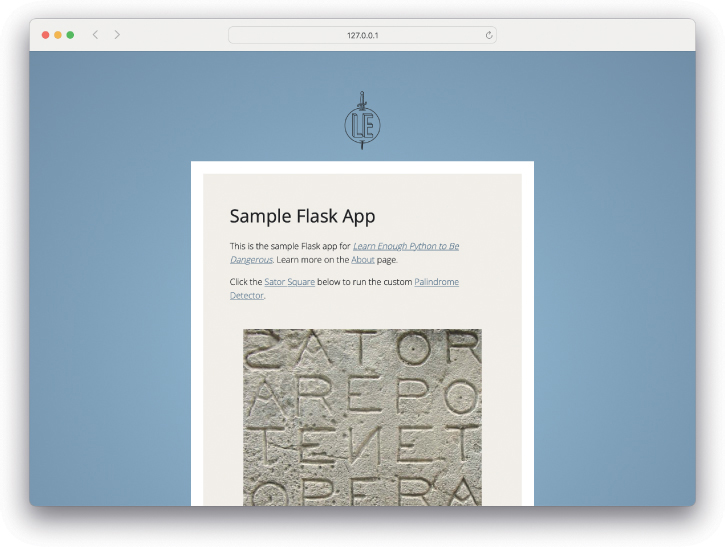 127.0.0.1
LE
Sample Flask App
This is the sample Flask app for Learn Enough Python to Be
Dangerous. Learn more on the About page.
Click the Sator Square below to run the custom Palindrome
Detector.
SATOR
AREPO
TENET
OPERA